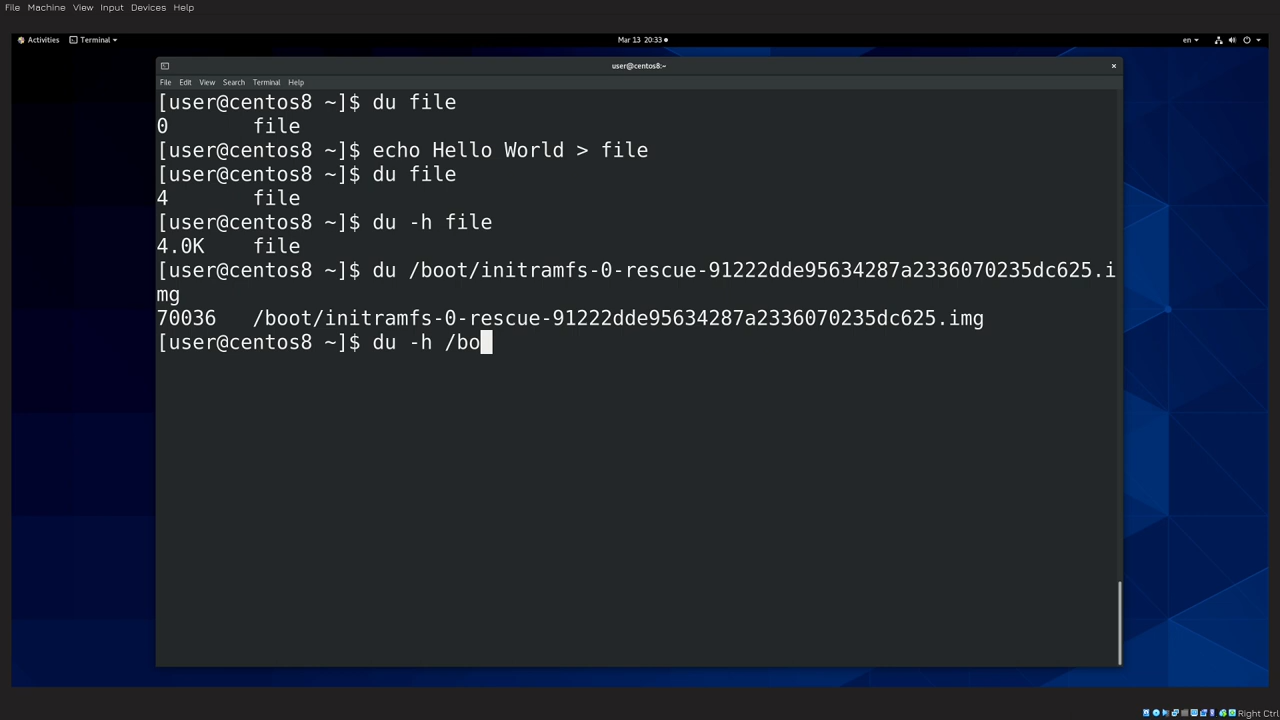 File Machine View Input Devices Help
Activities Terminal Mar 13 20:33 en
user@centos8:~
File Edit View Search Terminal Help
[user@centos8 ~]$ du file
0 file
[user@centos8 ~]$ echo Hello World > file
[user@centos8 ~]$ du file
4 file
[user@centos8 ~]$ du -h file
4.0K file
[user@centos8 ~]$ du /boot/initramfs-0-rescue-91222dde95634287a2336070235dc625.i
mg
70036 /boot/initramfs-0-rescue-91222dde95634287a2336070235dc625.img
[user@centos8 ~]$ du -h /bo
Right Ctrl